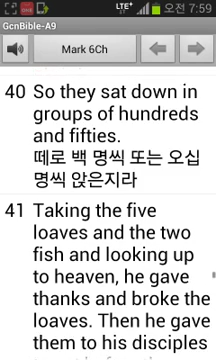 LTE 오전 7:59
GcnBible-A9
Mark 6Ch
40 So they sat down in
groups of hundreds
and fifties.
떼로 백 명씩 또는 오십
명씩 앉은지라
41 Taking the five
loaves and the two
fish and looking up
to heaven, he gave
thanks and broke the
loaves. Then he gave
them to his disciples